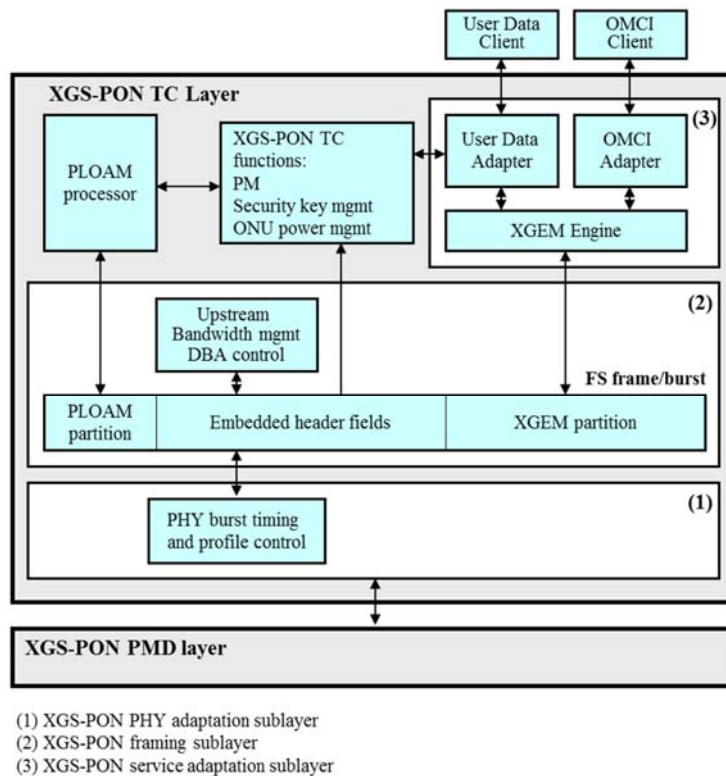 User Data
Client
OMCI
Client
XGS-PON TC Layer
(3)
PLOAM
processor
XGS-PON TC
functions:
PM
Security key mgmt
ONU power mgmt
User Data
Adapter
OMCI
Adapter
XGEM Engine
(2)
Upstream
Bandwidth mgmt
DBA control
FS frame/burst
PLOAM
partition
Embedded header fields
XGEM partition
(1)
PHY burst timing
and profile control
XGS-PON PMD layer
(1) XGS-PON PHY adaptation sublayer
(2) XGS-PON framing sublayer
(3) XGS-PON service adaptation sublayer